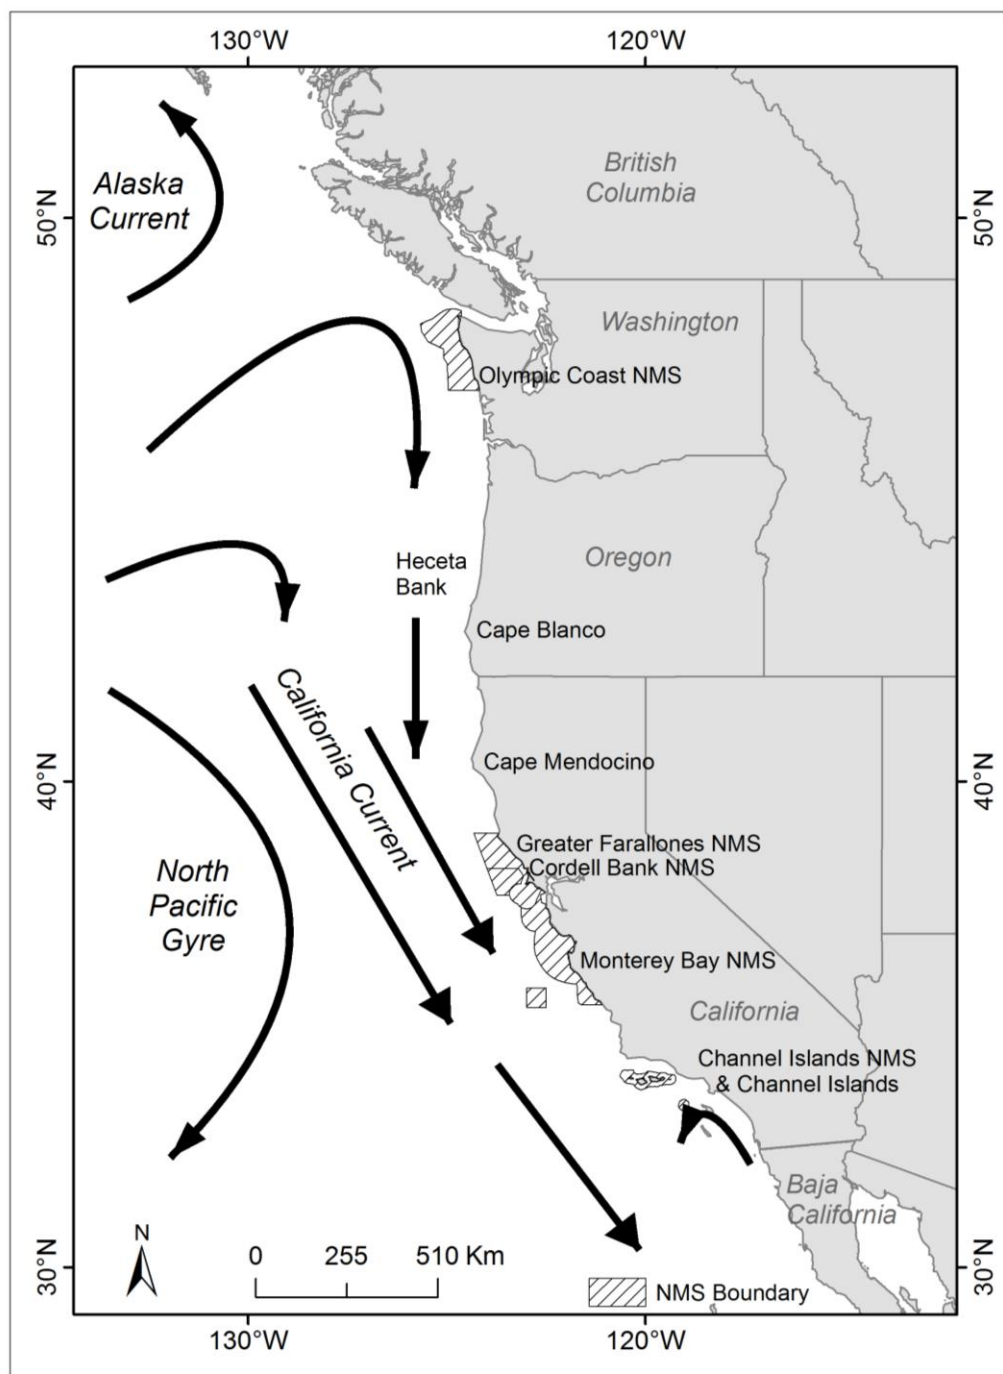 130°W
120°W
50°N
50°N
Alaska
Current
British
Columbia
Washington
Olympic Coast NMS
Heceta
Bank
Oregon
Cape Blanco
California Current
Cape Mendocino
40°N
40°N
Greater Farallones NMS
Cordell Bank NMS
North
Pacific
Gyre
Monterey Bay NMS
California
Channel Islands NMS
& Channel Islands
Baja
California
N
0 255 510 Km
30°N
30°N
NMS Boundary
130°W
120°W